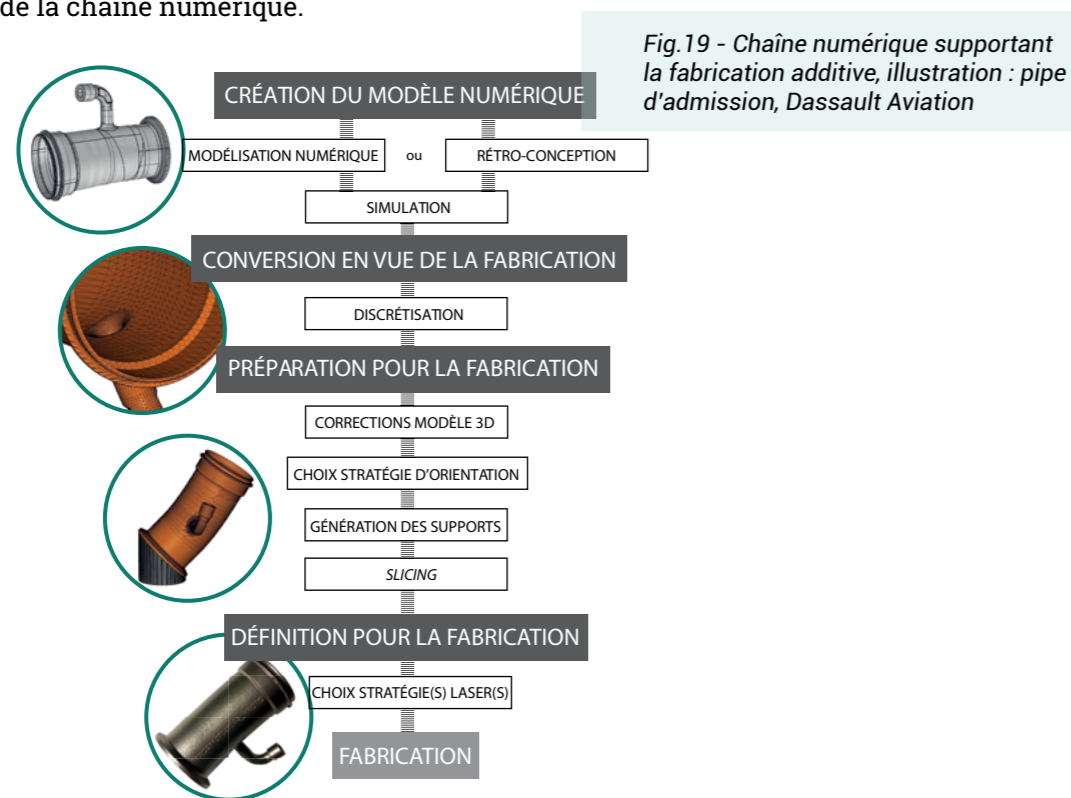 de la chaîne numérique.
Fig.19 - Chaîne numérique supportant
la fabrication additive, illustration : pipe
d'admission, Dassault Aviation
CRÉATION DU MODÈLE NUMÉRIQUE
MODÉLISATION NUMÉRIQUE ou RÉTRO-CONCEPTION
SIMULATION
CONVERSION EN VUE DE LA FABRICATION
DISCRÉTISATION
PRÉPARATION POUR LA FABRICATION
CORRECTIONS MODÈLE 3D
CHOIX STRATÉGIE D'ORIENTATION
GÉNÉRATION DES SUPPORTS
SLICING
DÉFINITION POUR LA FABRICATION
CHOIX STRATÉGIE(S) LASER(S)
FABRICATION